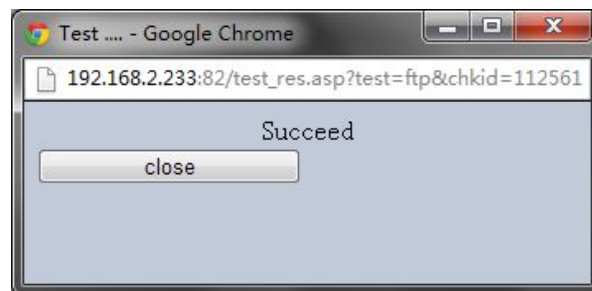 Test .... - Google Chrome
192.168.2.233:82/test_res.asp?test=ftp&chkid=112561
Succeed
close